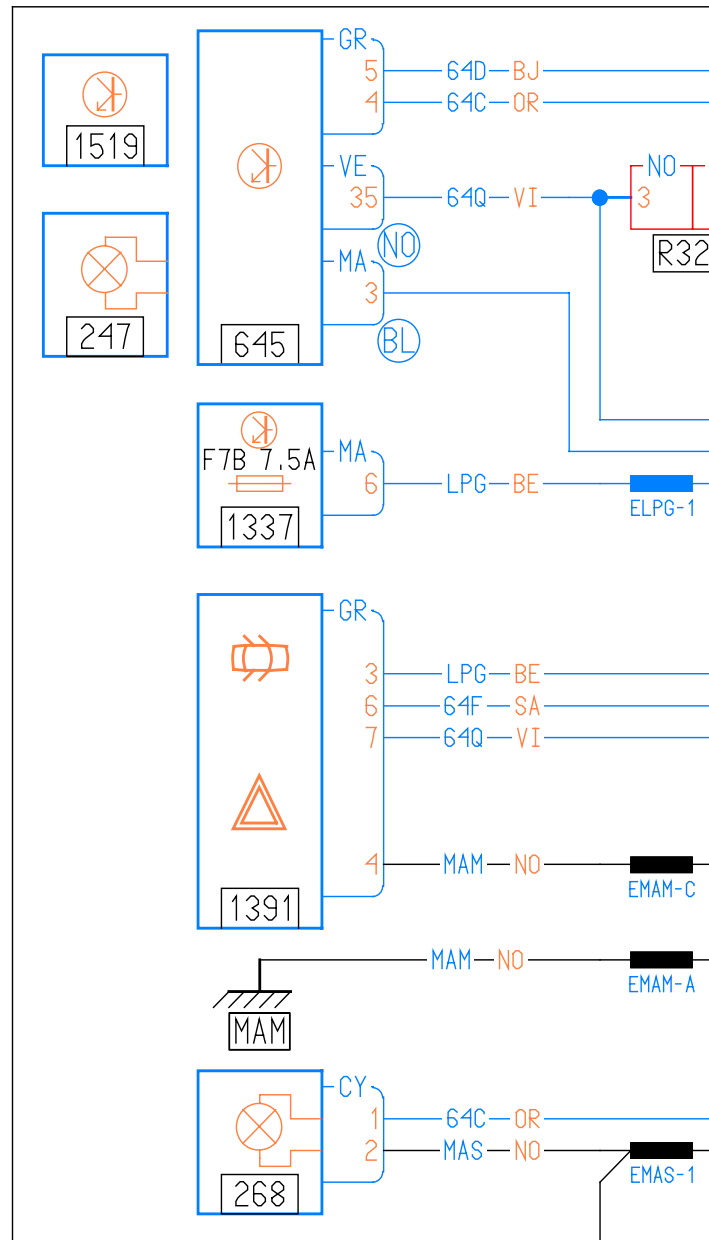 GR
5 64D BJ
4 64C OR
1519
VE
35 64Q VI
NO
3
NO
R32
MA
3
247
645
BL
F7B 7.5A
MA
6 LPG BE
ELPG-1
1337
GR
3 LPG BE
6 64F SA
7 64Q VI
4 MAM NO
EMAM-C
1391
MAM NO
EMAM-A
MAM
CY
1 64C OR
2 MAS NO
EMAS-1
268